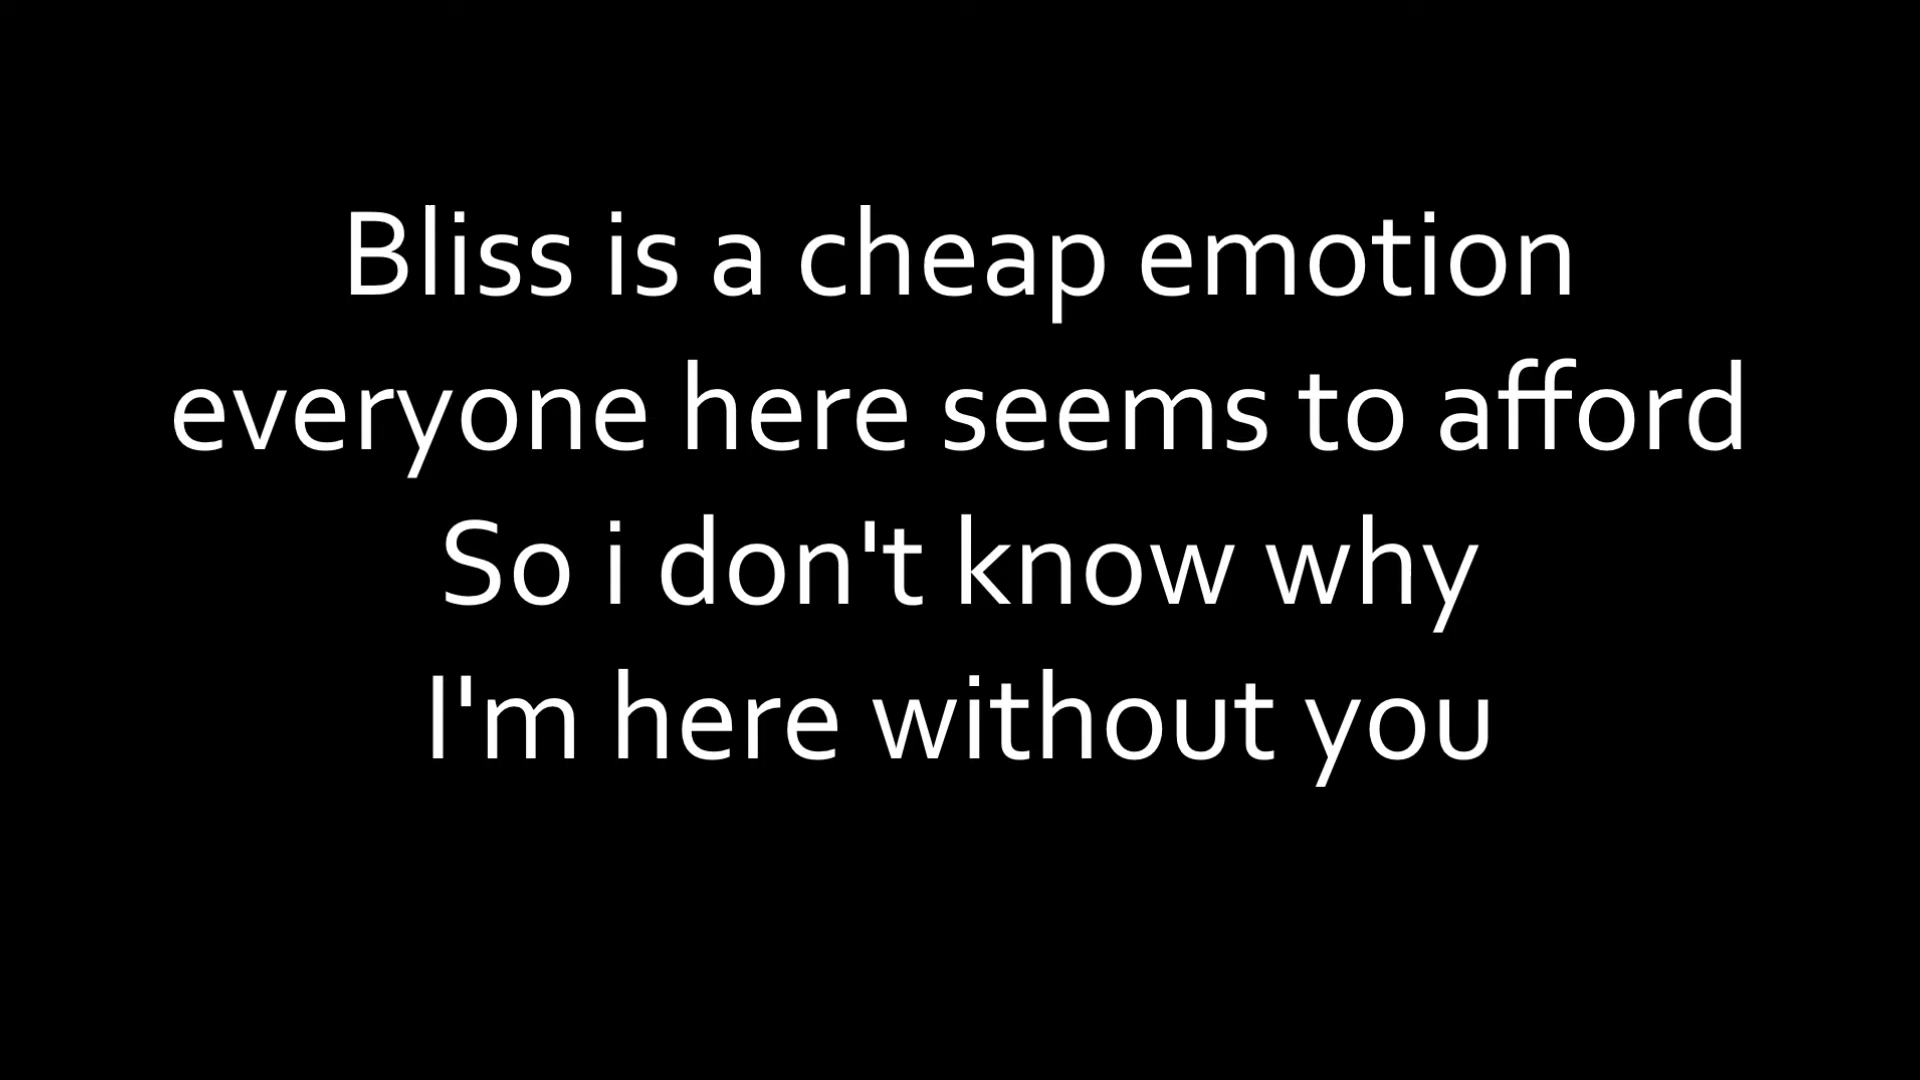 Bliss is a cheap emotion
everyone here seems to afford
So i don't know why
I'm here without you